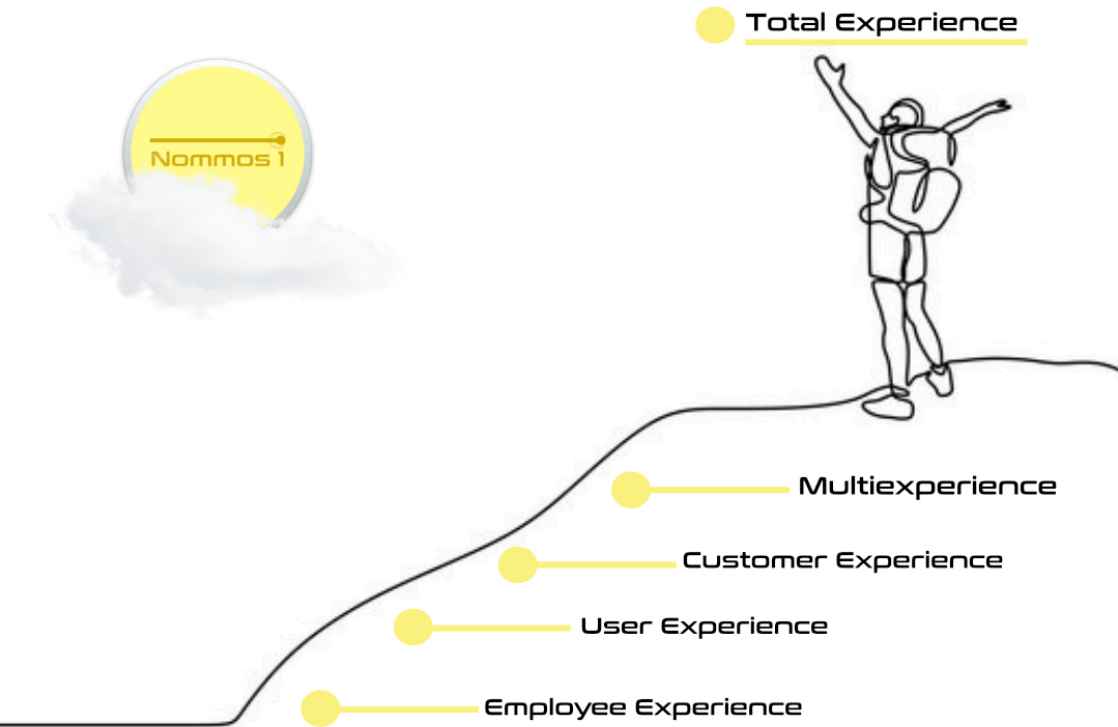 Total Experience
Nommos 1
Multiexperience
Customer Experience
User Experience
Employee Experience